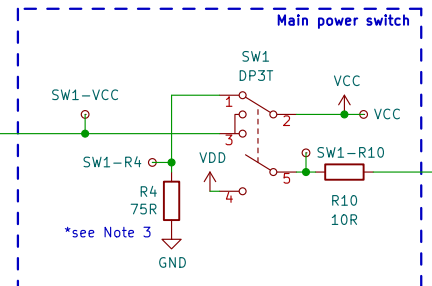 Main power switch
SW1
DP3T
VCC
SW1-VCC
1
2
VCC
3
SW1-R4
VDD
SW1-R10
5
R4
75R
4
R10
10R
*see Note 3
GND